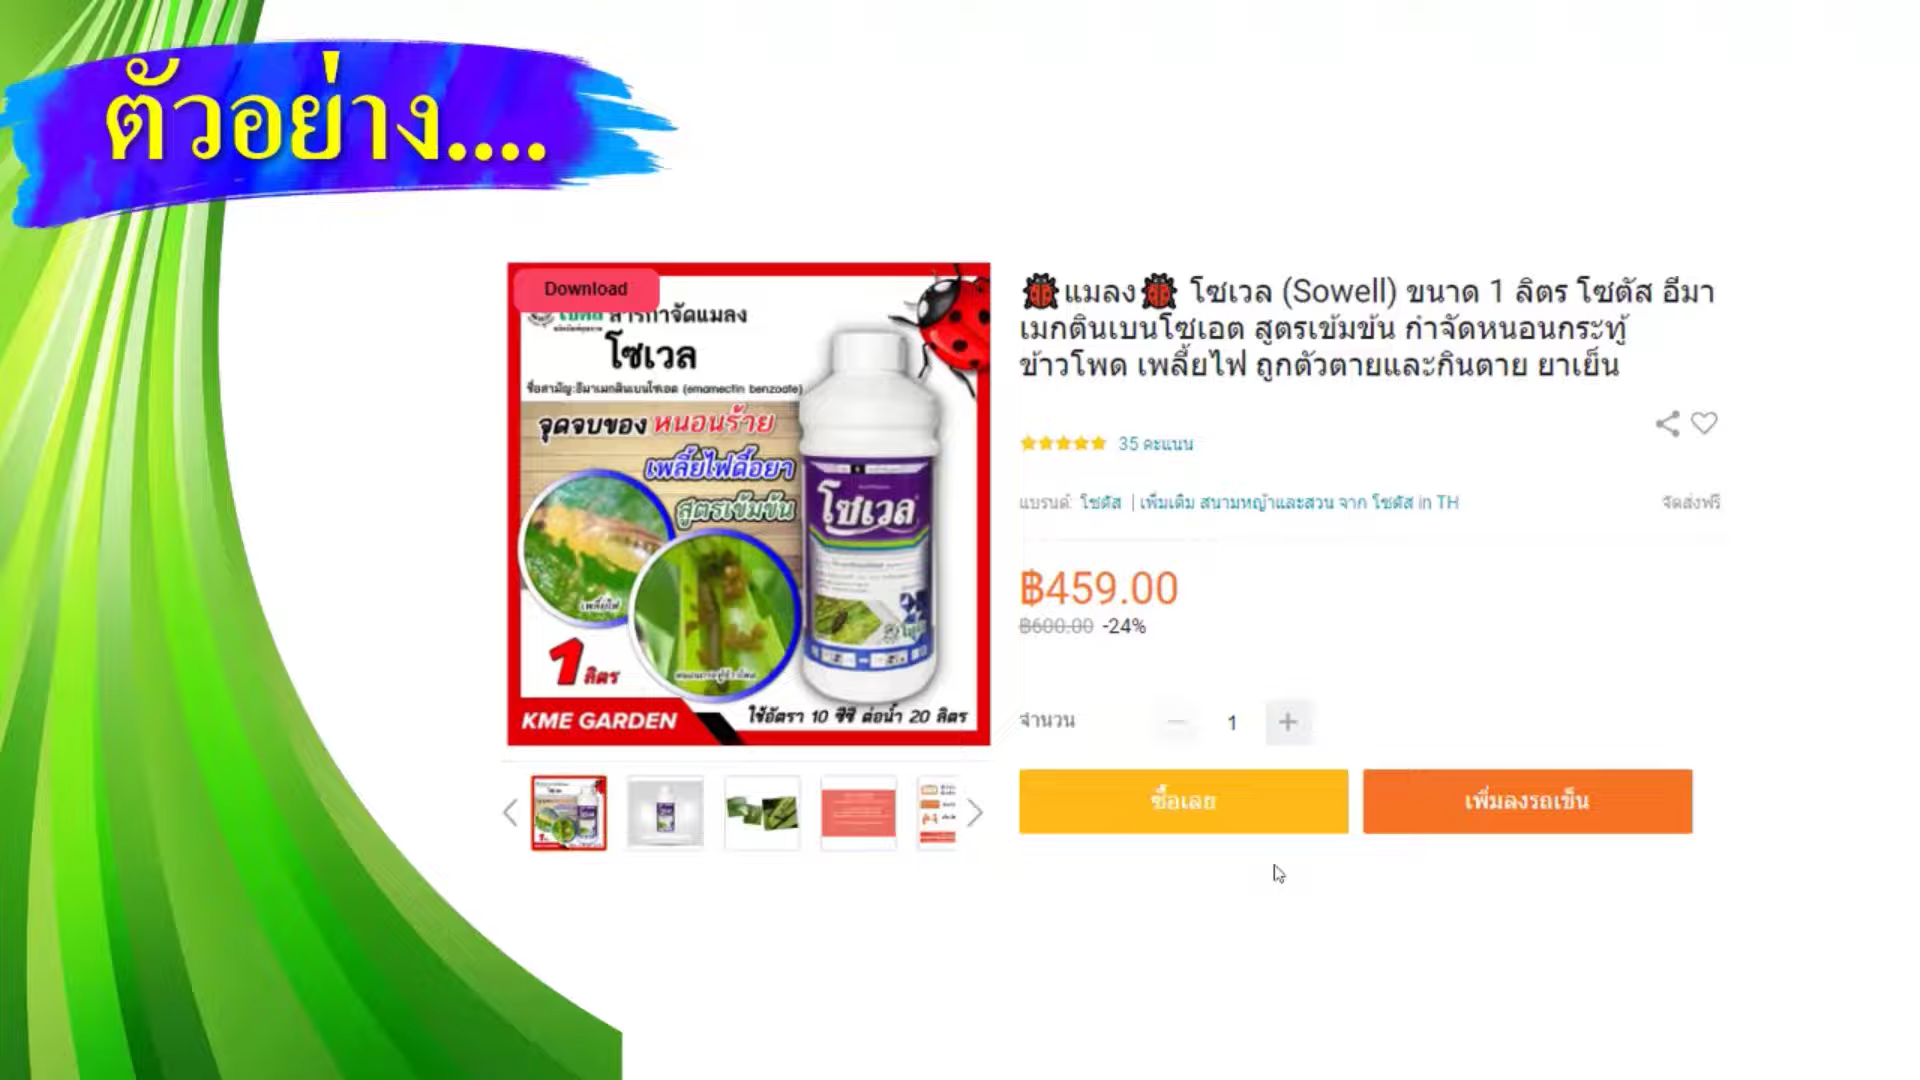 ตัวอย่าง....
Download
สารกำจัดแมลง
โซเวล
ชื่อสามัญ:อีมาเมกตินเบนโซเอต (emamectin benzoate)
จุดจบของ หนอนร้าย
เพลี้ยไฟดื้อยา
สูตรเข้มข้น
โซเวล
เพลี้ยไฟ
1 ลิตร
KME GARDEN
ใช้อัตรา 10 ซีซี ต่อน้ำ 20 ลิตร
🐞แมลง🐞 โซเวล (Sowell) ขนาด 1 ลิตร โซตัส อีมา
เมกตินเบนโซเอต สูตรเข้มข้น กำจัดหนอนกระทู้
ข้าวโพด เพลี้ยไฟ ถูกตัวตายและกินตาย ยาเย็น
35 คะแนน
แบรนด์: โซตัส | เพิ่มเติม สนามหญ้าและสวน จาก โซตัส in TH
จัดส่งฟรี
฿459.00
฿600.00 -24%
จำนวน
1
ซื้อเลย
เพิ่มลงรถเข็น